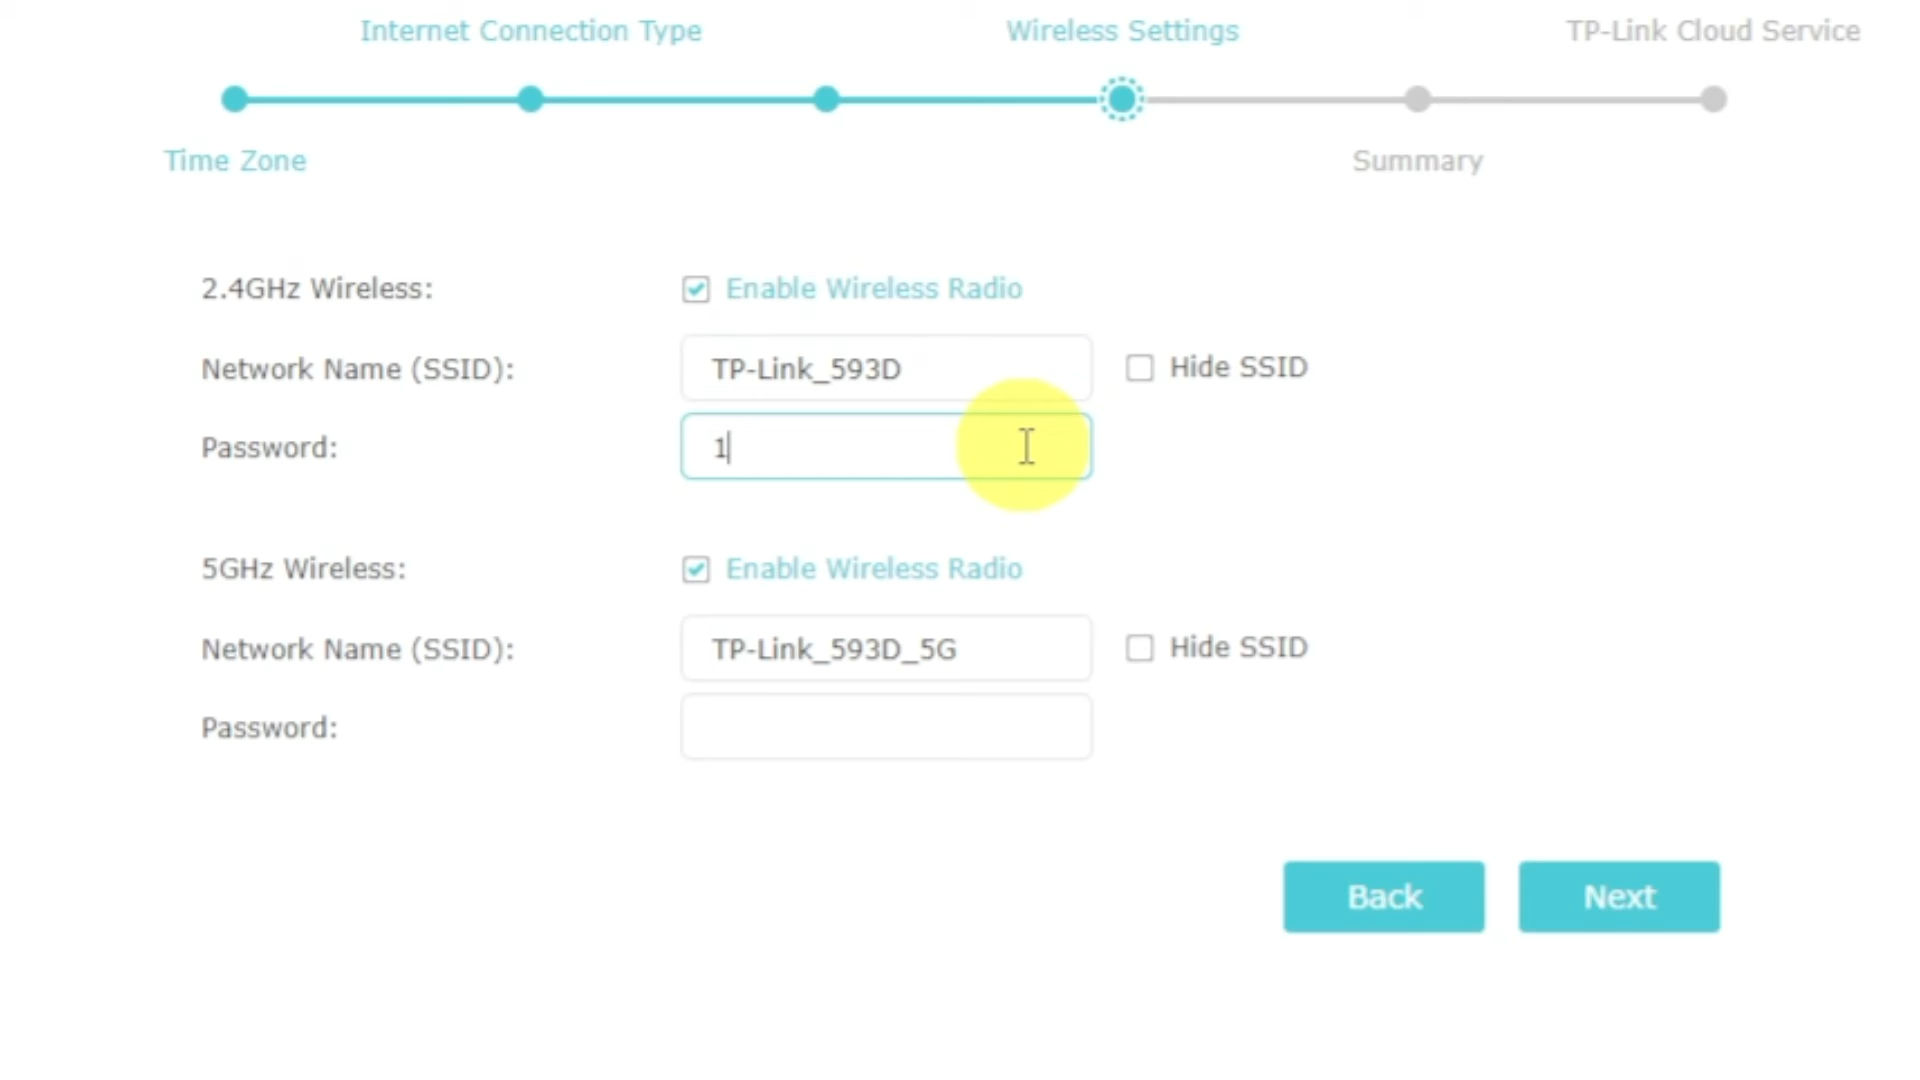 Internet Connection Type Wireless Settings TP-Link Cloud Service
Time Zone Summary
2.4GHz Wireless: Enable Wireless Radio
Network Name (SSID): TP-Link_593D Hide SSID
Password: 1
5GHz Wireless: Enable Wireless Radio
Network Name (SSID): TP-Link_593D_5G Hide SSID
Password:
Back Next